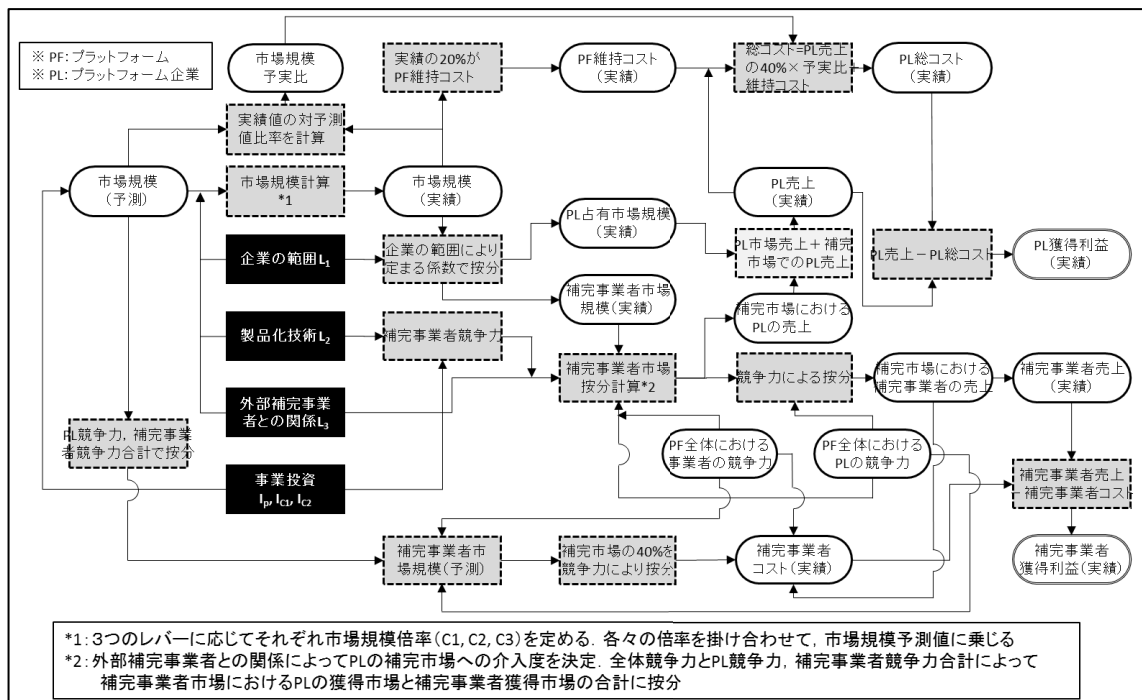 ※ PF：プラットフォーム
※ PL：プラットフォーム企業
市場規模
予実比
実績の20%が
PF維持コスト
PF維持コスト
(実績)
総コスト=PL売上
の40%×予実比+
維持コスト
PL総コスト
(実績)
実績値の対予測
値比率を計算
市場規模
(予測)
市場規模計算
*1
市場規模
(実績)
PL売上
(実績)
企業の範囲L₁
企業の範囲により
定まる係数で按分
PL占有市場規模
(実績)
PL市場売上+補完
市場でのPL売上
PL売上-PL総コスト
PL獲得利益
(実績)
補完事業者市場
規模(実績)
補完市場における
PLの売上
製品化技術L₂
補完事業者競争力
補完事業者市場
按分計算*2
競争力による按分
補完市場における
補完事業者の売上
補完事業者売上
(実績)
外部補完事業
者との関係L₃
PL競争力，補完事業
者競争力合計で按分
PF全体における
事業者の競争力
PF全体における
PLの競争力
事業投資
Iₚ, I_C1, I_C2
補完事業者売上
-補完事業者コスト
補完事業者市
場規模(予測)
補完市場の40%を
競争力により按分
補完事業者
コスト(実績)
補完事業者
獲得利益(実績)
*1：３つのレバーに応じてそれぞれ市場規模倍率(C1, C2, C3)を定める．各々の倍率を掛け合わせて，市場規模予測値に乗じる
*2：外部補完事業者との関係によってPLの補完市場への介入度を決定．全体競争力とPL競争力，補完事業者競争力合計によって
補完事業者市場におけるPLの獲得市場と補完事業者獲得市場の合計に按分